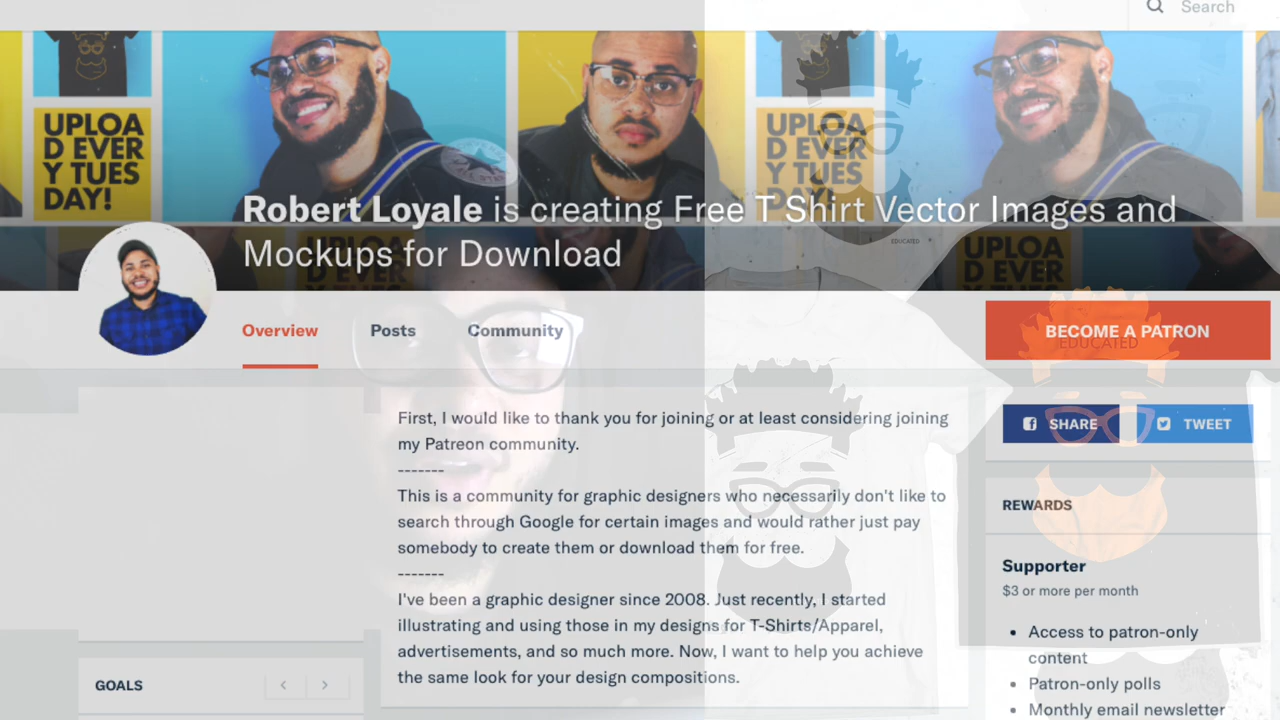 Search
UPLOA
D EVER
Y TUES
DAY!
UPLOA
D EVER
Y TUES
DAY!
EDUCATED
UPLOA
D EVER
Robert Loyale is creating Free T Shirt Vector Images and
Mockups for Download
Overview
Posts
Community
BECOME A PATRON
EDUCATED
SHARE
TWEET
First, I would like to thank you for joining or at least considering joining
my Patreon community.
-------
This is a community for graphic designers who necessarily don't like to
search through Google for certain images and would rather just pay
somebody to create them or download them for free.
-------
I've been a graphic designer since 2008. Just recently, I started
illustrating and using those in my designs for T-Shirts/Apparel,
advertisements, and so much more. Now, I want to help you achieve
the same look for your design compositions.
GOALS
REWARDS
Supporter
$3 or more per month
• Access to patron-only
content
• Patron-only polls
• Monthly email newsletter